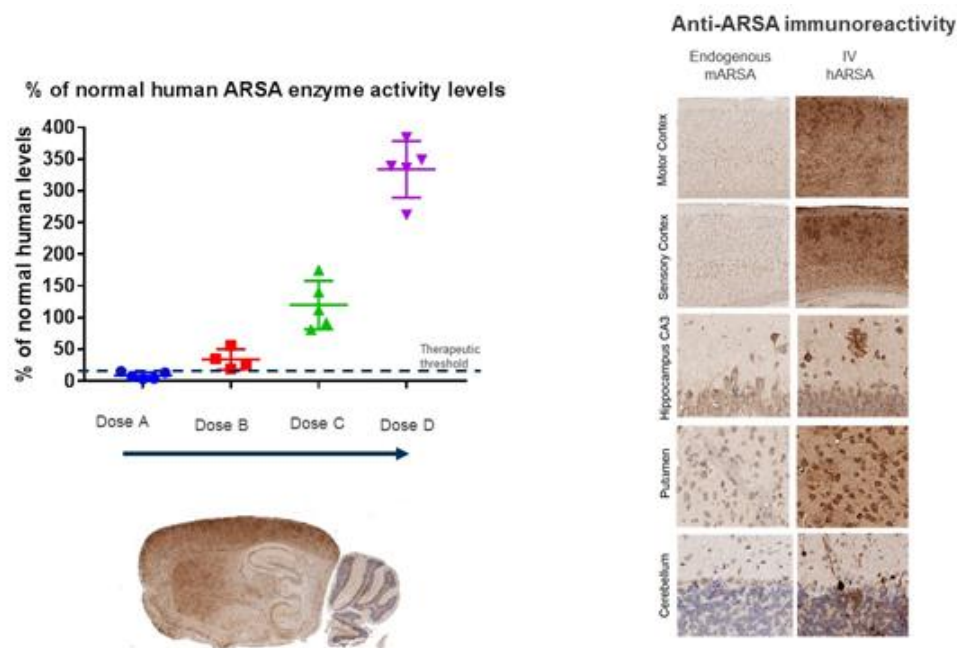 % of normal human ARSA enzyme activity levels
% of normal human levels
400
350
300
250
200
150
100
50
0
Therapeutic
threshold
Dose A
Dose B
Dose C
Dose D
Anti-ARSA immunoreactivity
Endogenous
mARSA
IV
hARSA
Motor Cortex
Sensory Cortex
Hippocampus CA3
Putamen
Cerebellum